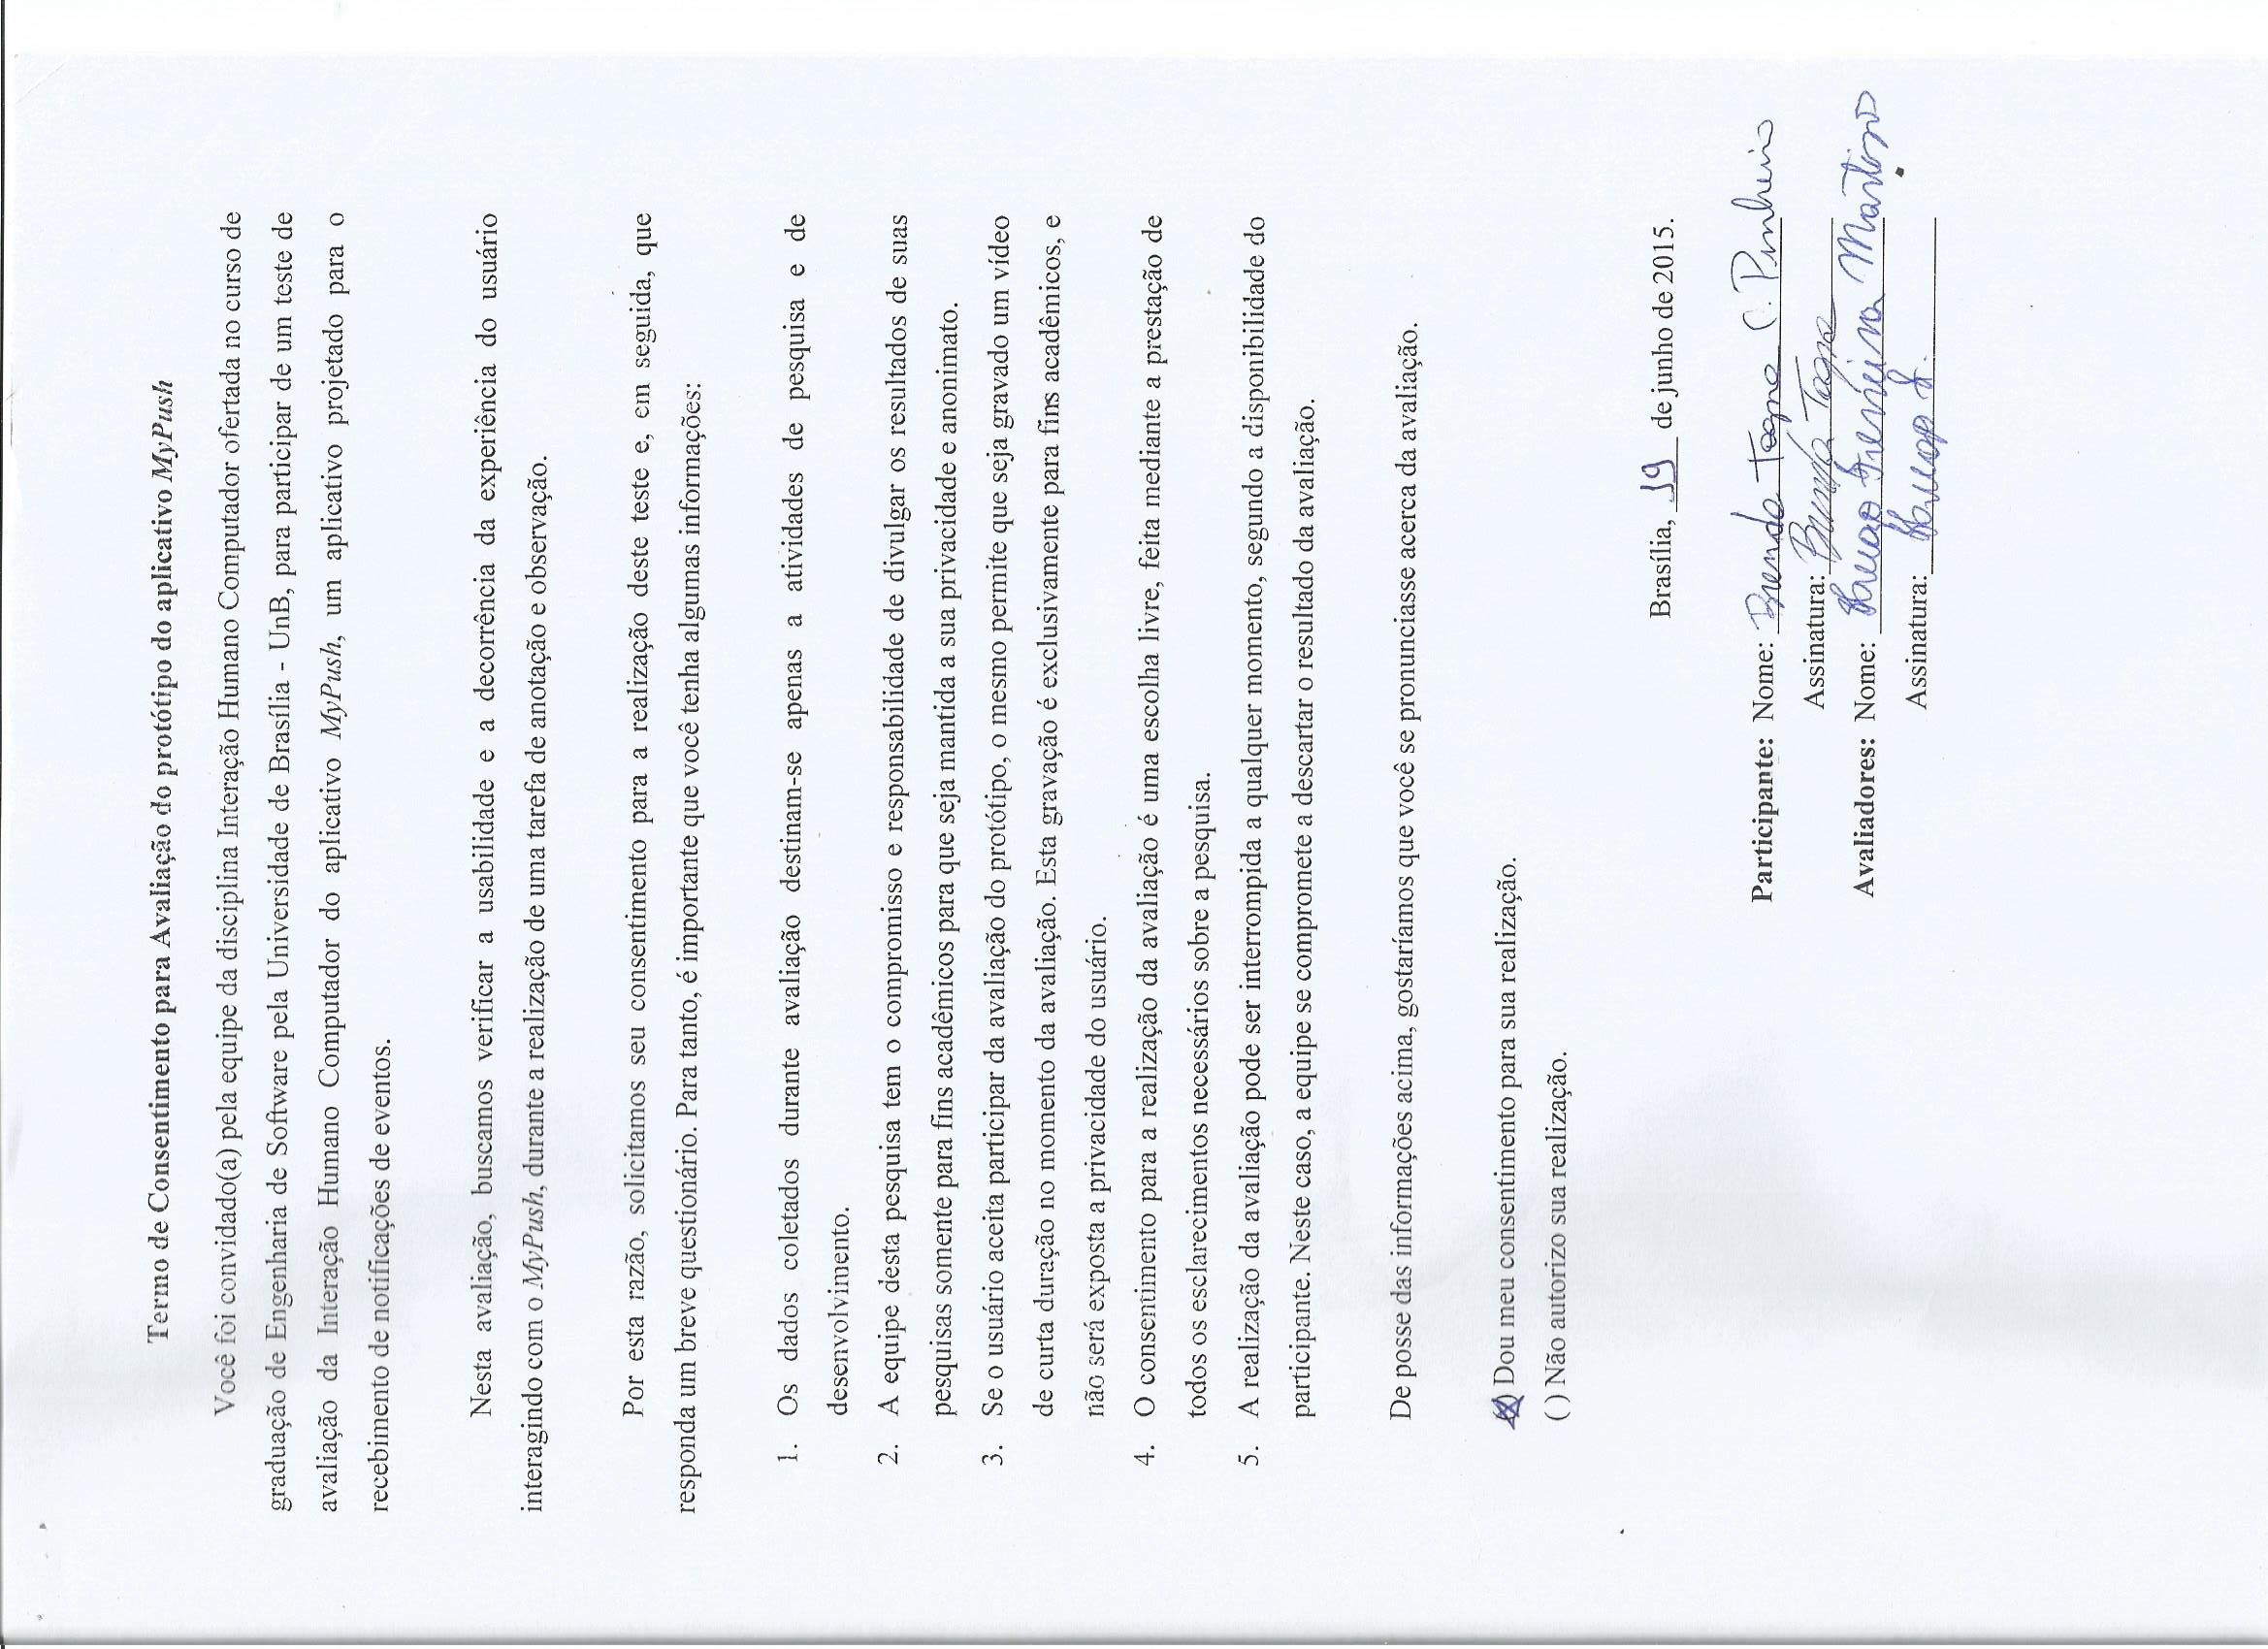 Termo de Consentimento para Avaliação do protótipo do aplicativo MyPush
Você foi convidado(a) pela equipe da disciplina Interação Humano Computador ofertada no curso de
graduação de Engenharia de Software pela Universidade de Brasília - UnB, para participar de um teste de
avaliação da Interação Humano Computador do aplicativo MyPush, um aplicativo projetado para o
recebimento de notificações de eventos.
Nesta avaliação, buscamos verificar a usabilidade e a decorrência da experiência do usuário
interagindo com o MyPush, durante a realização de uma tarefa de anotação e observação.
Por esta razão, solicitamos seu consentimento para a realização deste teste e, em seguida, que
responda um breve questionário. Para tanto, é importante que você tenha algumas informações:
1. Os dados coletados durante avaliação destinam-se apenas a atividades de pesquisa e de
desenvolvimento.
2. A equipe desta pesquisa tem o compromisso e responsabilidade de divulgar os resultados de suas
pesquisas somente para fins acadêmicos para que seja mantida a sua privacidade e anonimato.
3. Se o usuário aceita participar da avaliação do protótipo, o mesmo permite que seja gravado um vídeo
de curta duração no momento da avaliação. Esta gravação é exclusivamente para fins acadêmicos, e
não será exposta a privacidade do usuário.
4. O consentimento para a realização da avaliação é uma escolha livre, feita mediante a prestação de
todos os esclarecimentos necessários sobre a pesquisa.
5. A realização da avaliação pode ser interrompida a qualquer momento, segundo a disponibilidade do
participante. Neste caso, a equipe se compromete a descartar o resultado da avaliação.
De posse das informações acima, gostaríamos que você se pronunciasse acerca da avaliação.
(X) Dou meu consentimento para sua realização.
( ) Não autorizo sua realização.
Brasília, 19 de junho de 2015.
Participante: Nome: C. Pinheiro
Assinatura:
Avaliadores: Nome: Ferreira Martins
Assinatura: